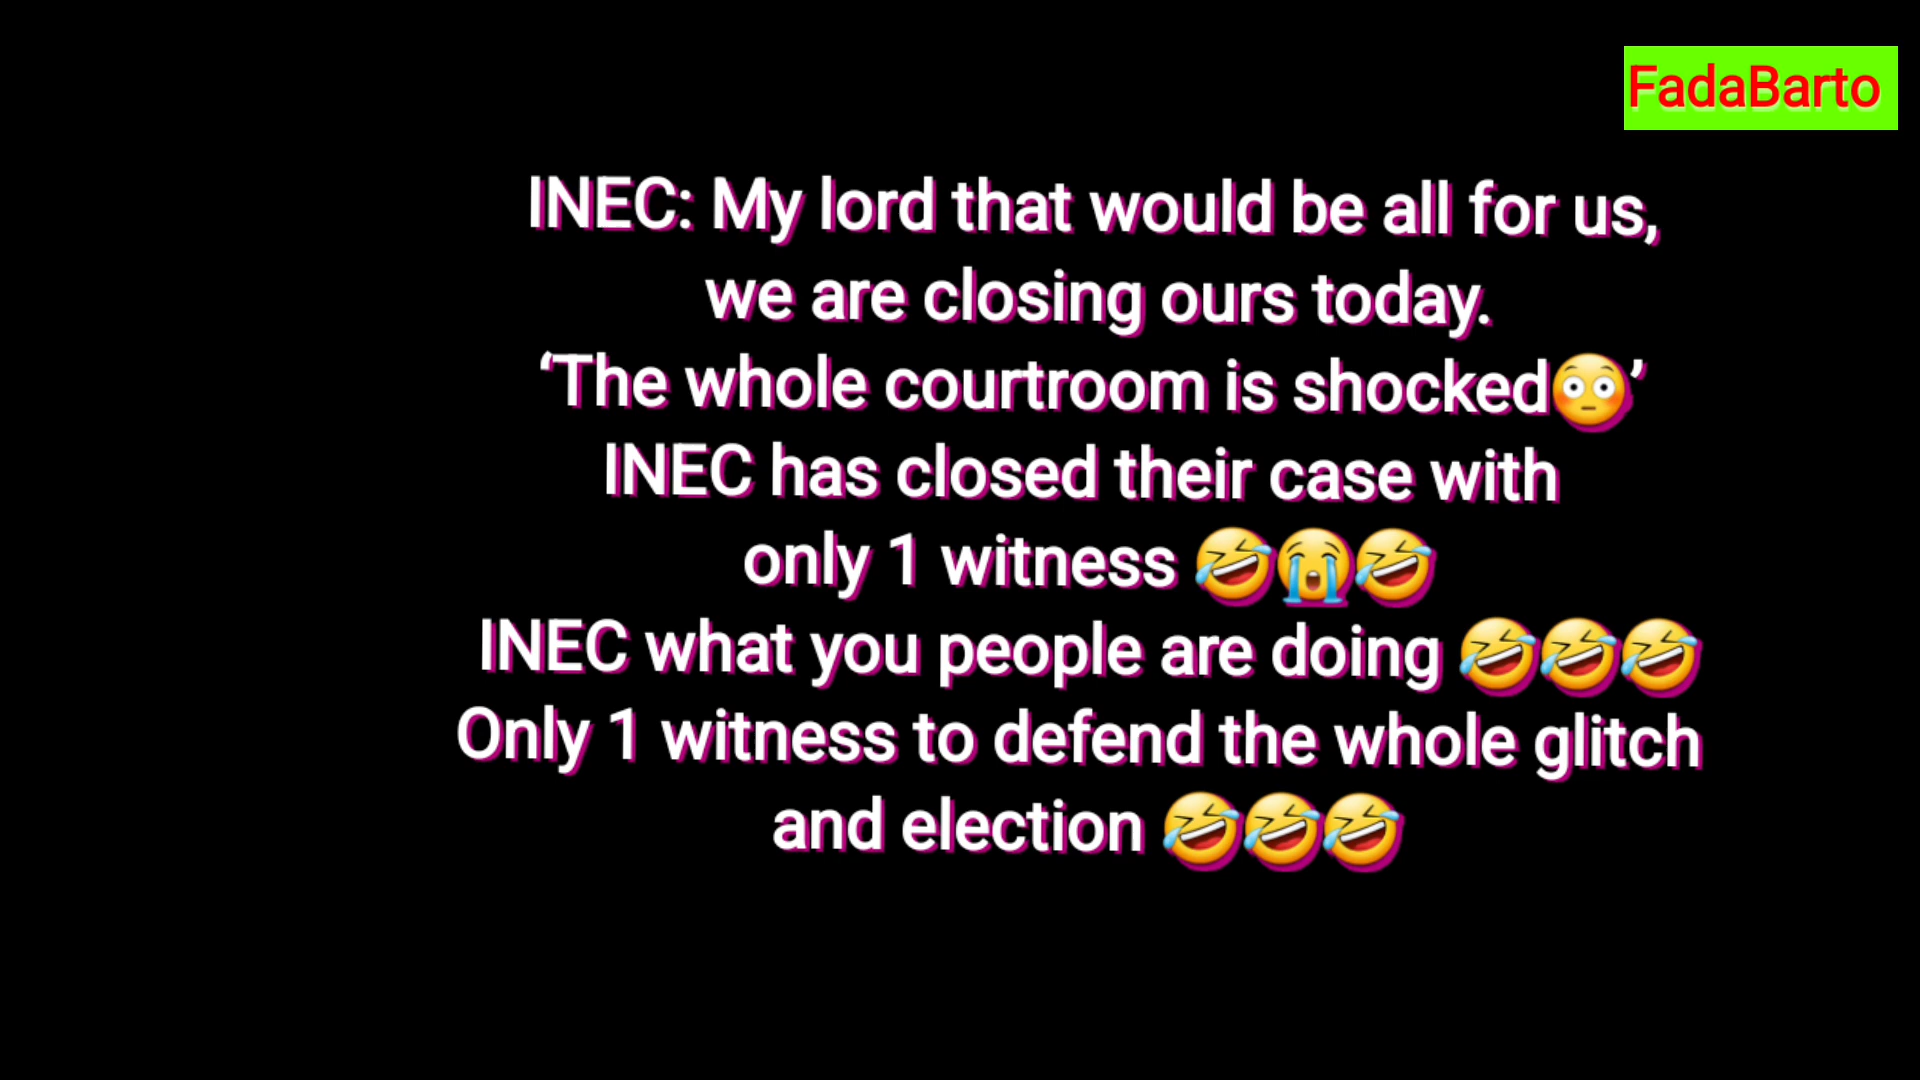 FadaBarto
INEC: My lord that would be all for us,
we are closing ours today.
‘The whole courtroom is shocked😳’
INEC has closed their case with
only 1 witness 🤣😭🤣
INEC what you people are doing 🤣🤣🤣
Only 1 witness to defend the whole glitch
and election 🤣🤣🤣